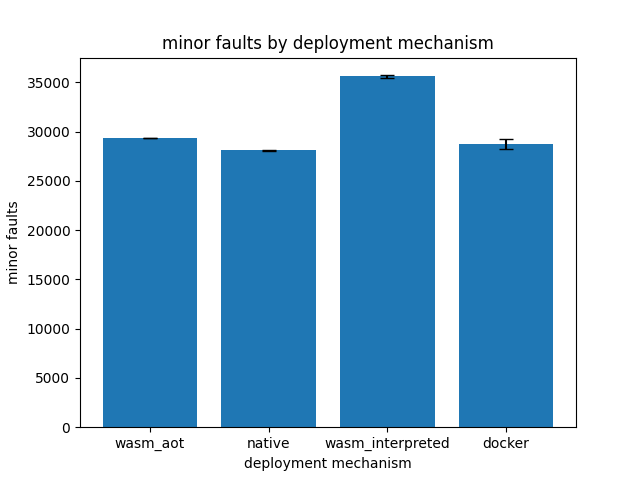 minor faults by deployment mechanism
35000
30000
25000
20000
15000
10000
5000
0
minor faults
wasm_aot native wasm_interpreted docker
deployment mechanism